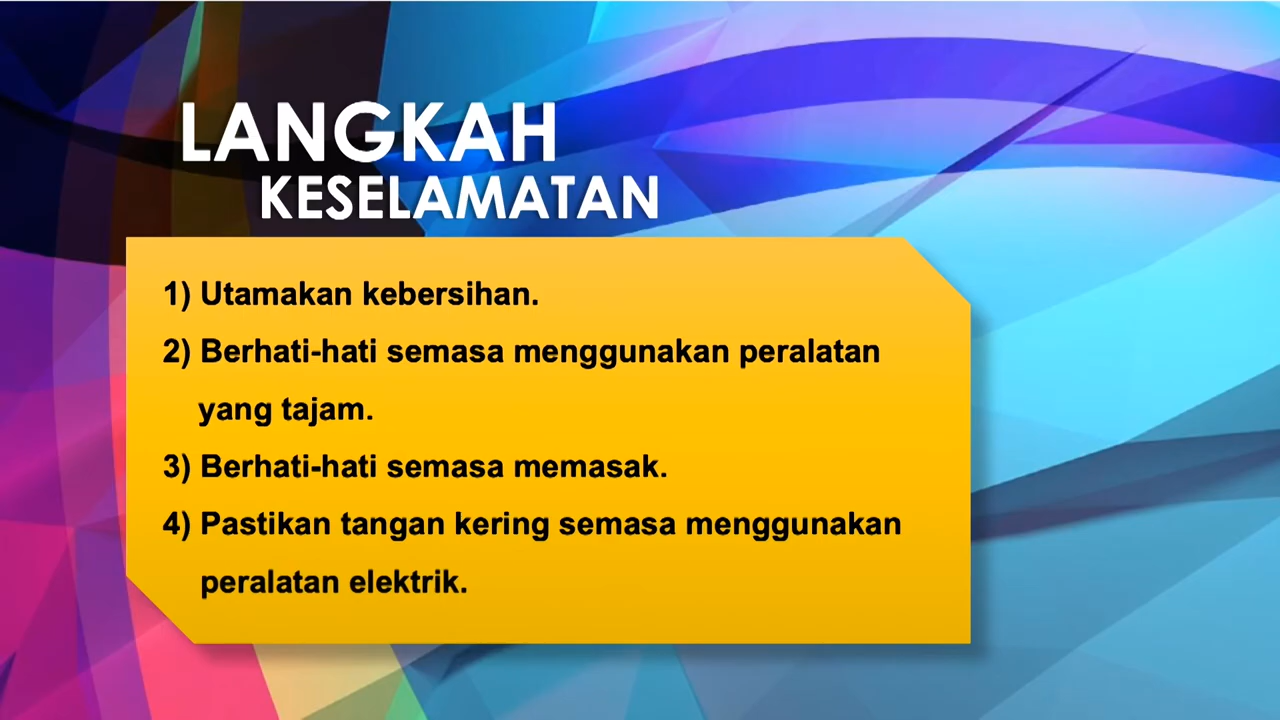 LANGKAH
KESELAMATAN
1) Utamakan kebersihan.
2) Berhati-hati semasa menggunakan peralatan
yang tajam.
3) Berhati-hati semasa memasak.
4) Pastikan tangan kering semasa menggunakan
peralatan elektrik.